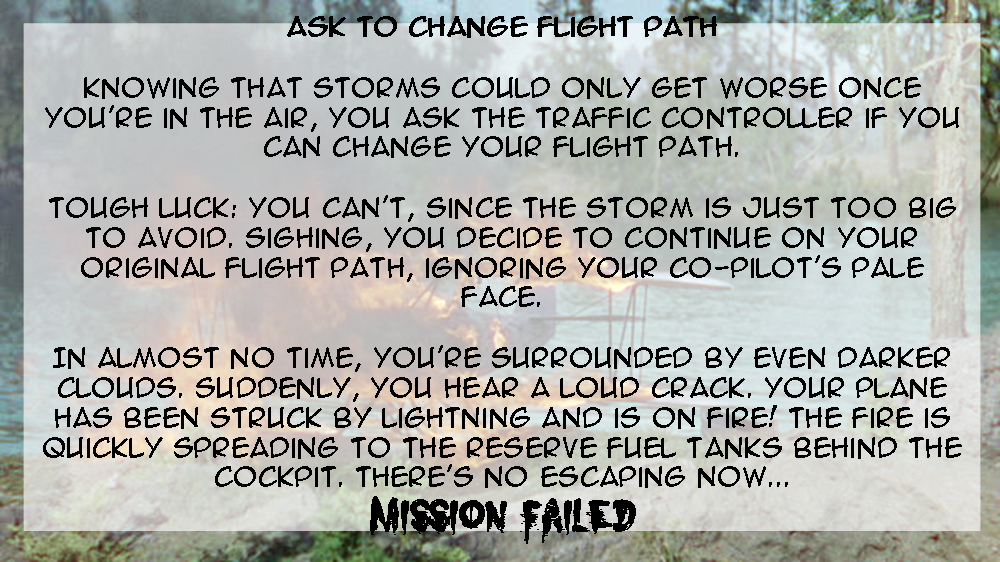 ASK TO CHANGE FLIGHT PATH
KNOWING THAT STORMS COULD ONLY GET WORSE ONCE
YOU'RE IN THE AIR, YOU ASK THE TRAFFIC CONTROLLER IF YOU
CAN CHANGE YOUR FLIGHT PATH.
TOUGH LUCK: YOU CAN'T, SINCE THE STORM IS JUST TOO BIG
TO AVOID. SIGHING, YOU DECIDE TO CONTINUE ON YOUR
ORIGINAL FLIGHT PATH, IGNORING YOUR CO-PILOT'S PALE
FACE.
IN ALMOST NO TIME, YOU'RE SURROUNDED BY EVEN DARKER
CLOUDS. SUDDENLY, YOU HEAR A LOUD CRACK. YOUR PLANE
HAS BEEN STRUCK BY LIGHTNING AND IS ON FIRE! THE FIRE IS
QUICKLY SPREADING TO THE RESERVE FUEL TANKS BEHIND THE
COCKPIT. THERE'S NO ESCAPING NOW...
MISSION FAILED